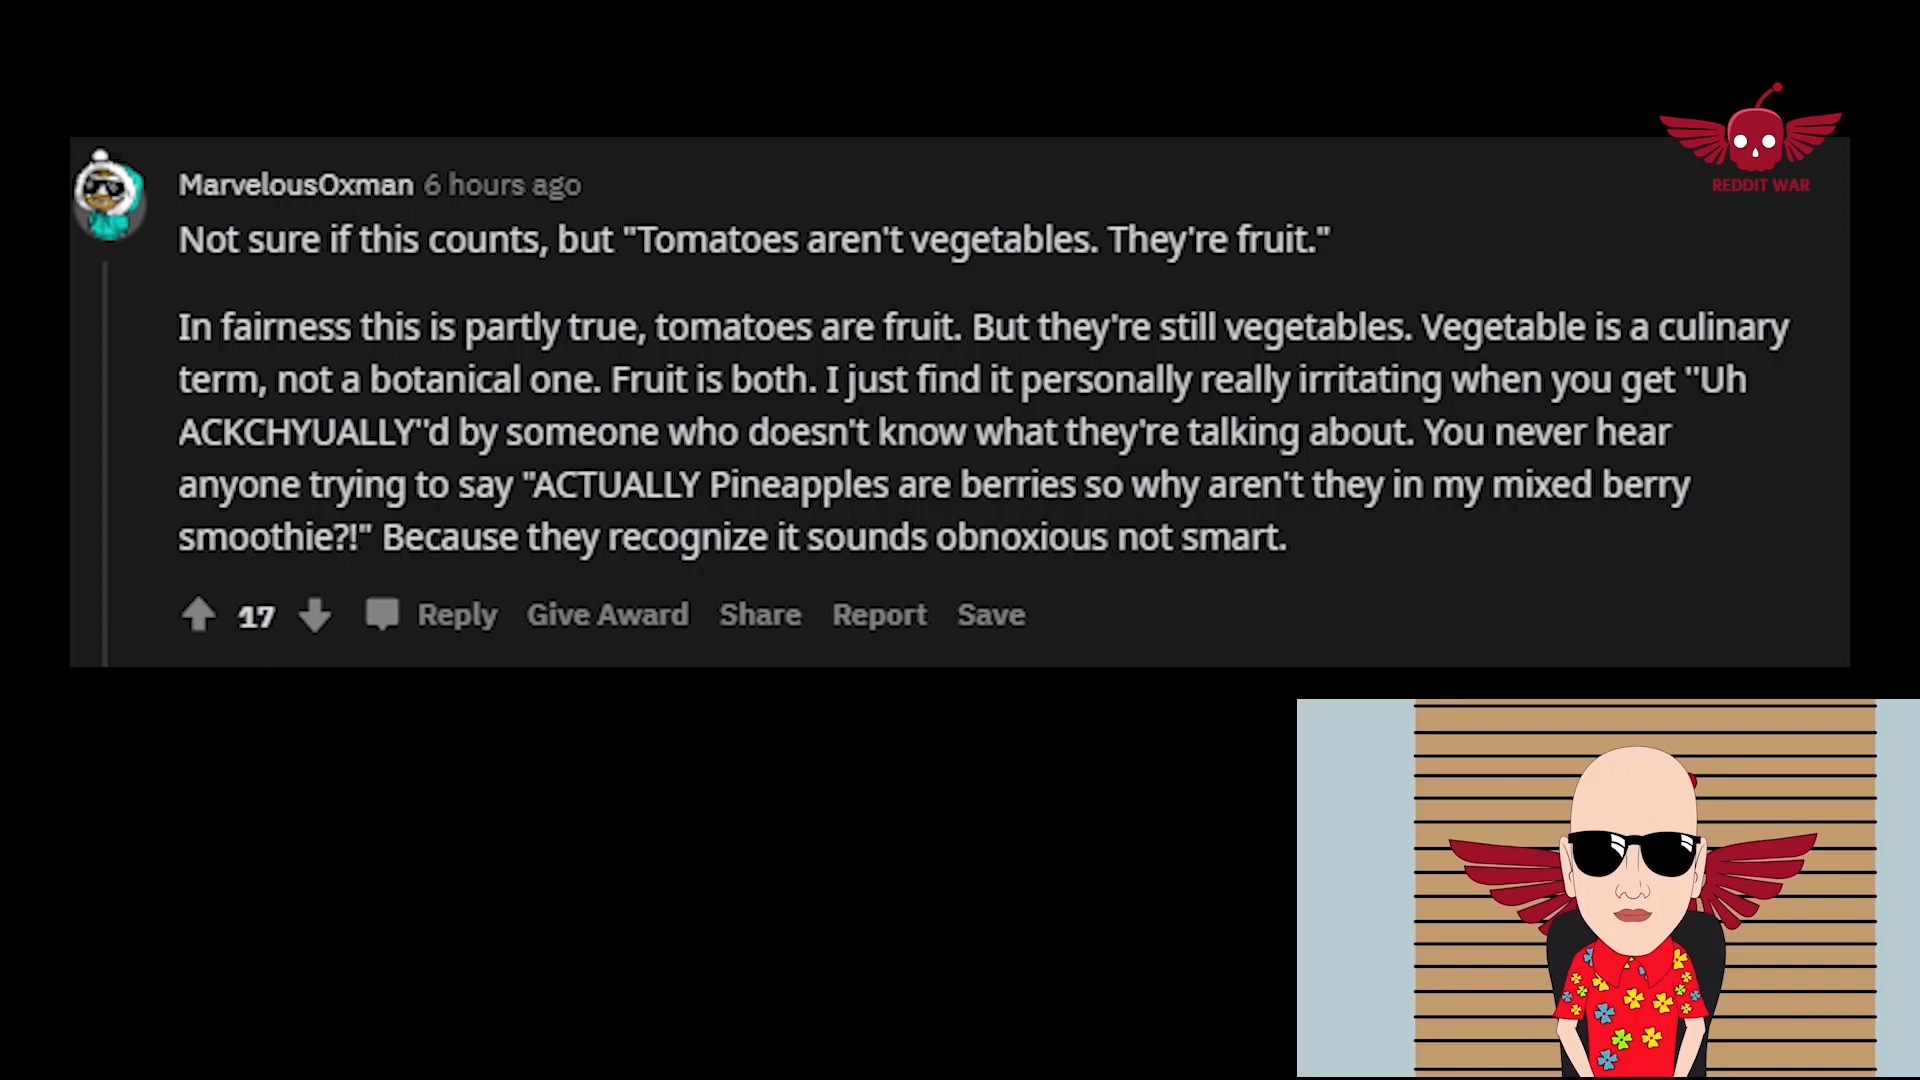 REDDIT WAR
MarvelousOxman 6 hours ago
Not sure if this counts, but "Tomatoes aren't vegetables. They're fruit."
In fairness this is partly true, tomatoes are fruit. But they're still vegetables. Vegetable is a culinary
term, not a botanical one. Fruit is both. I just find it personally really irritating when you get "Uh
ACKCHYUALLY"d by someone who doesn't know what they're talking about. You never hear
anyone trying to say "ACTUALLY Pineapples are berries so why aren't they in my mixed berry
smoothie?!" Because they recognize it sounds obnoxious not smart.
17 Reply Give Award Share Report Save